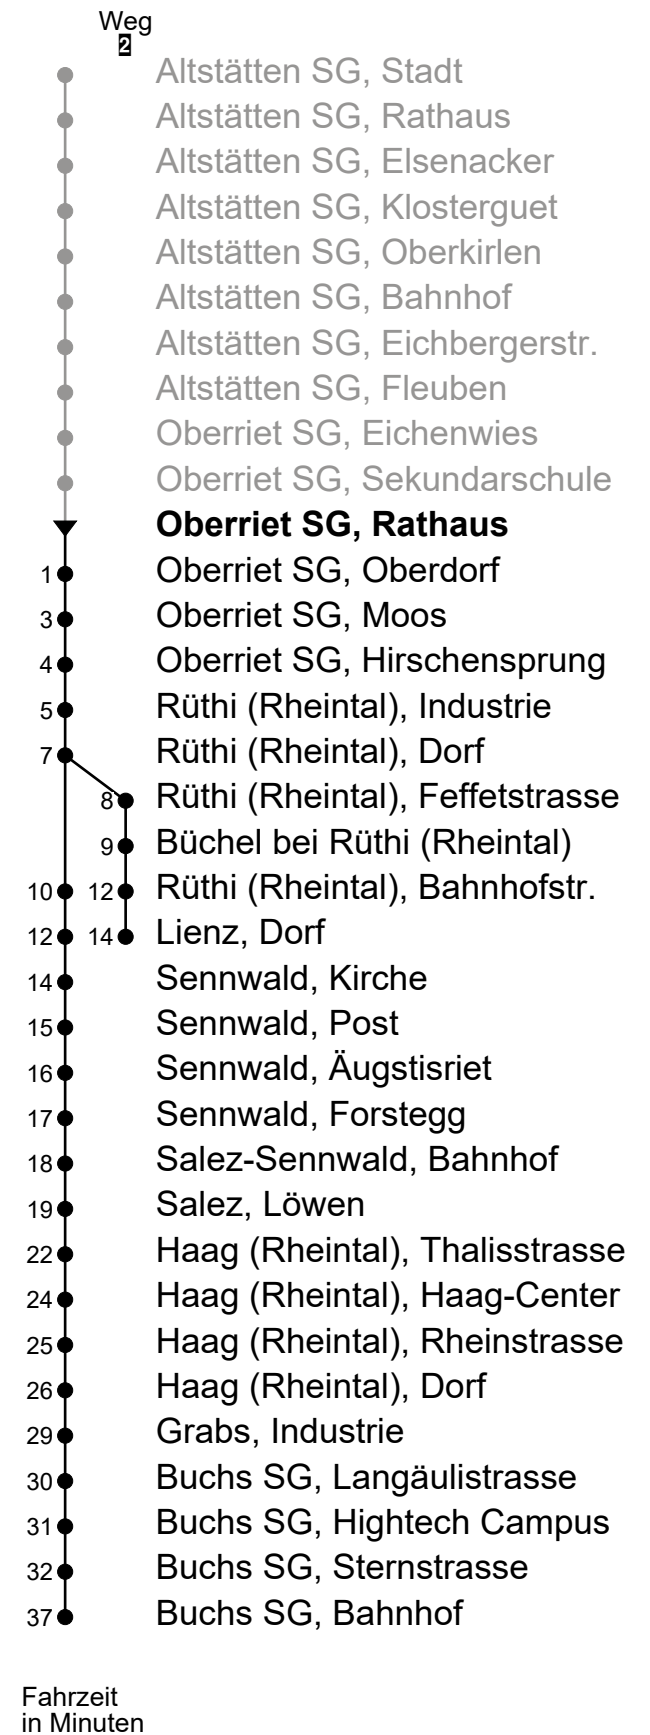 Weg
2
Altstätten SG, Stadt
Altstätten SG, Rathaus
Altstätten SG, Elsenacker
Altstätten SG, Klosterguet
Altstätten SG, Oberkirlen
Altstätten SG, Bahnhof
Altstätten SG, Eichbergerstr.
Altstätten SG, Fleuben
Oberriet SG, Eichenwies
Oberriet SG, Sekundarschule
Oberriet SG, Rathaus
1 Oberriet SG, Oberdorf
3 Oberriet SG, Moos
4 Oberriet SG, Hirschensprung
5 Rüthi (Rheintal), Industrie
7 Rüthi (Rheintal), Dorf
8 Rüthi (Rheintal), Feffetstrasse
9 Büchel bei Rüthi (Rheintal)
10 12 Rüthi (Rheintal), Bahnhofstr.
12 14 Lienz, Dorf
14 Sennwald, Kirche
15 Sennwald, Post
16 Sennwald, Äugstisriet
17 Sennwald, Forstegg
18 Salez-Sennwald, Bahnhof
19 Salez, Löwen
22 Haag (Rheintal), Thalisstrasse
24 Haag (Rheintal), Haag-Center
25 Haag (Rheintal), Rheinstrasse
26 Haag (Rheintal), Dorf
29 Grabs, Industrie
30 Buchs SG, Langäulistrasse
31 Buchs SG, Hightech Campus
32 Buchs SG, Sternstrasse
37 Buchs SG, Bahnhof
Fahrzeit
in Minuten